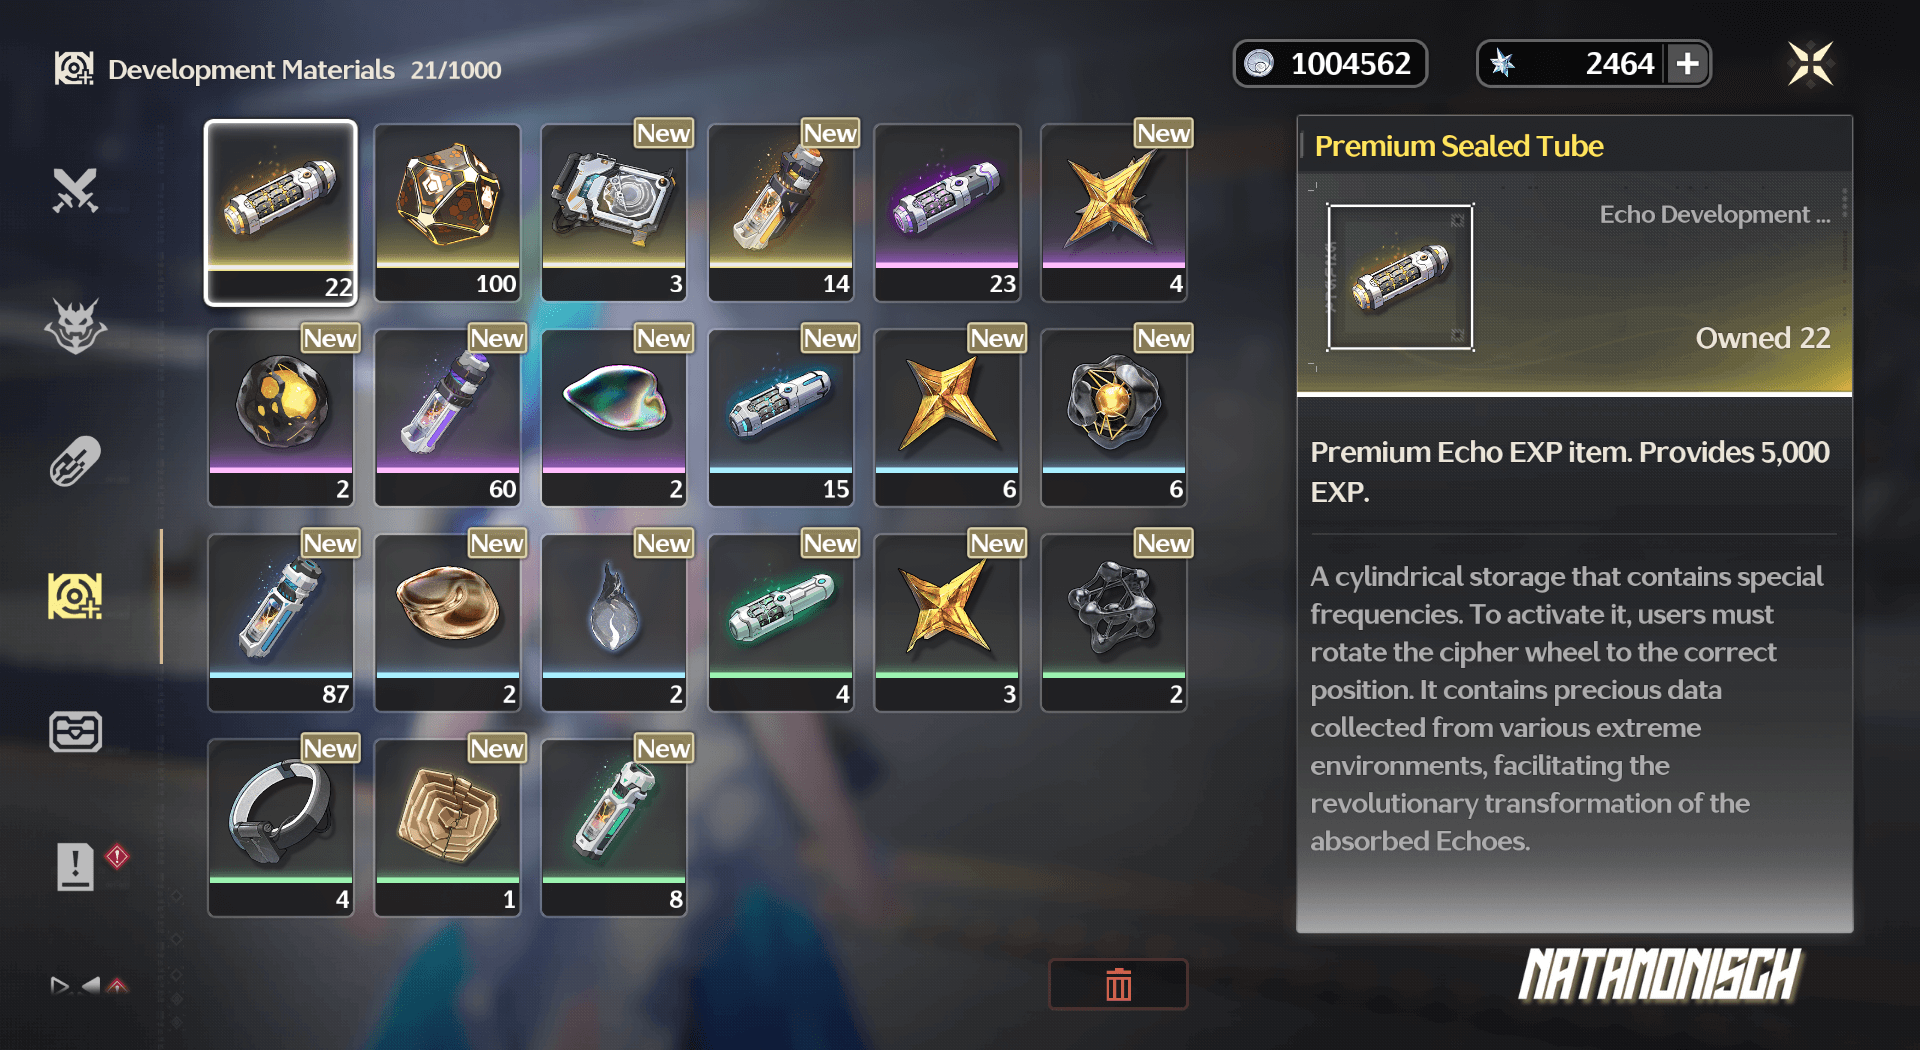 Development Materials 21/1000
1004562
2464
22
100
New
3
New
14
23
New
4
New
2
New
60
New
2
New
15
New
6
New
6
New
87
New
2
New
2
New
4
New
3
New
2
New
4
New
1
New
8
Premium Sealed Tube
Echo Development ...
Owned 22
Premium Echo EXP item. Provides 5,000
EXP.
A cylindrical storage that contains special
frequencies. To activate it, users must
rotate the cipher wheel to the correct
position. It contains precious data
collected from various extreme
environments, facilitating the
revolutionary transformation of the
absorbed Echoes.
NATAMONISCH